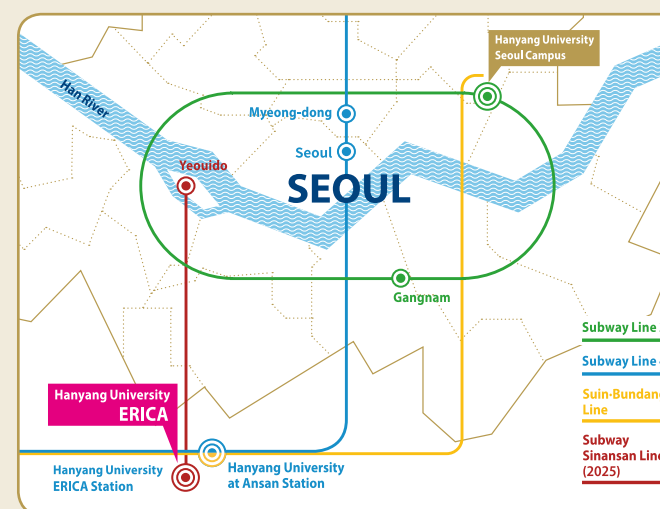 Hanyang University
Seoul Campus
Han River
Myeong-dong
Seoul
Yeouido
SEOUL
Gangnam
Subway Line
Subway Line
Suin·Bundang
Line
Subway
Sinansan Line
(2025)
Hanyang University
ERICA
Hanyang University
ERICA Station
Hanyang University
at Ansan Station